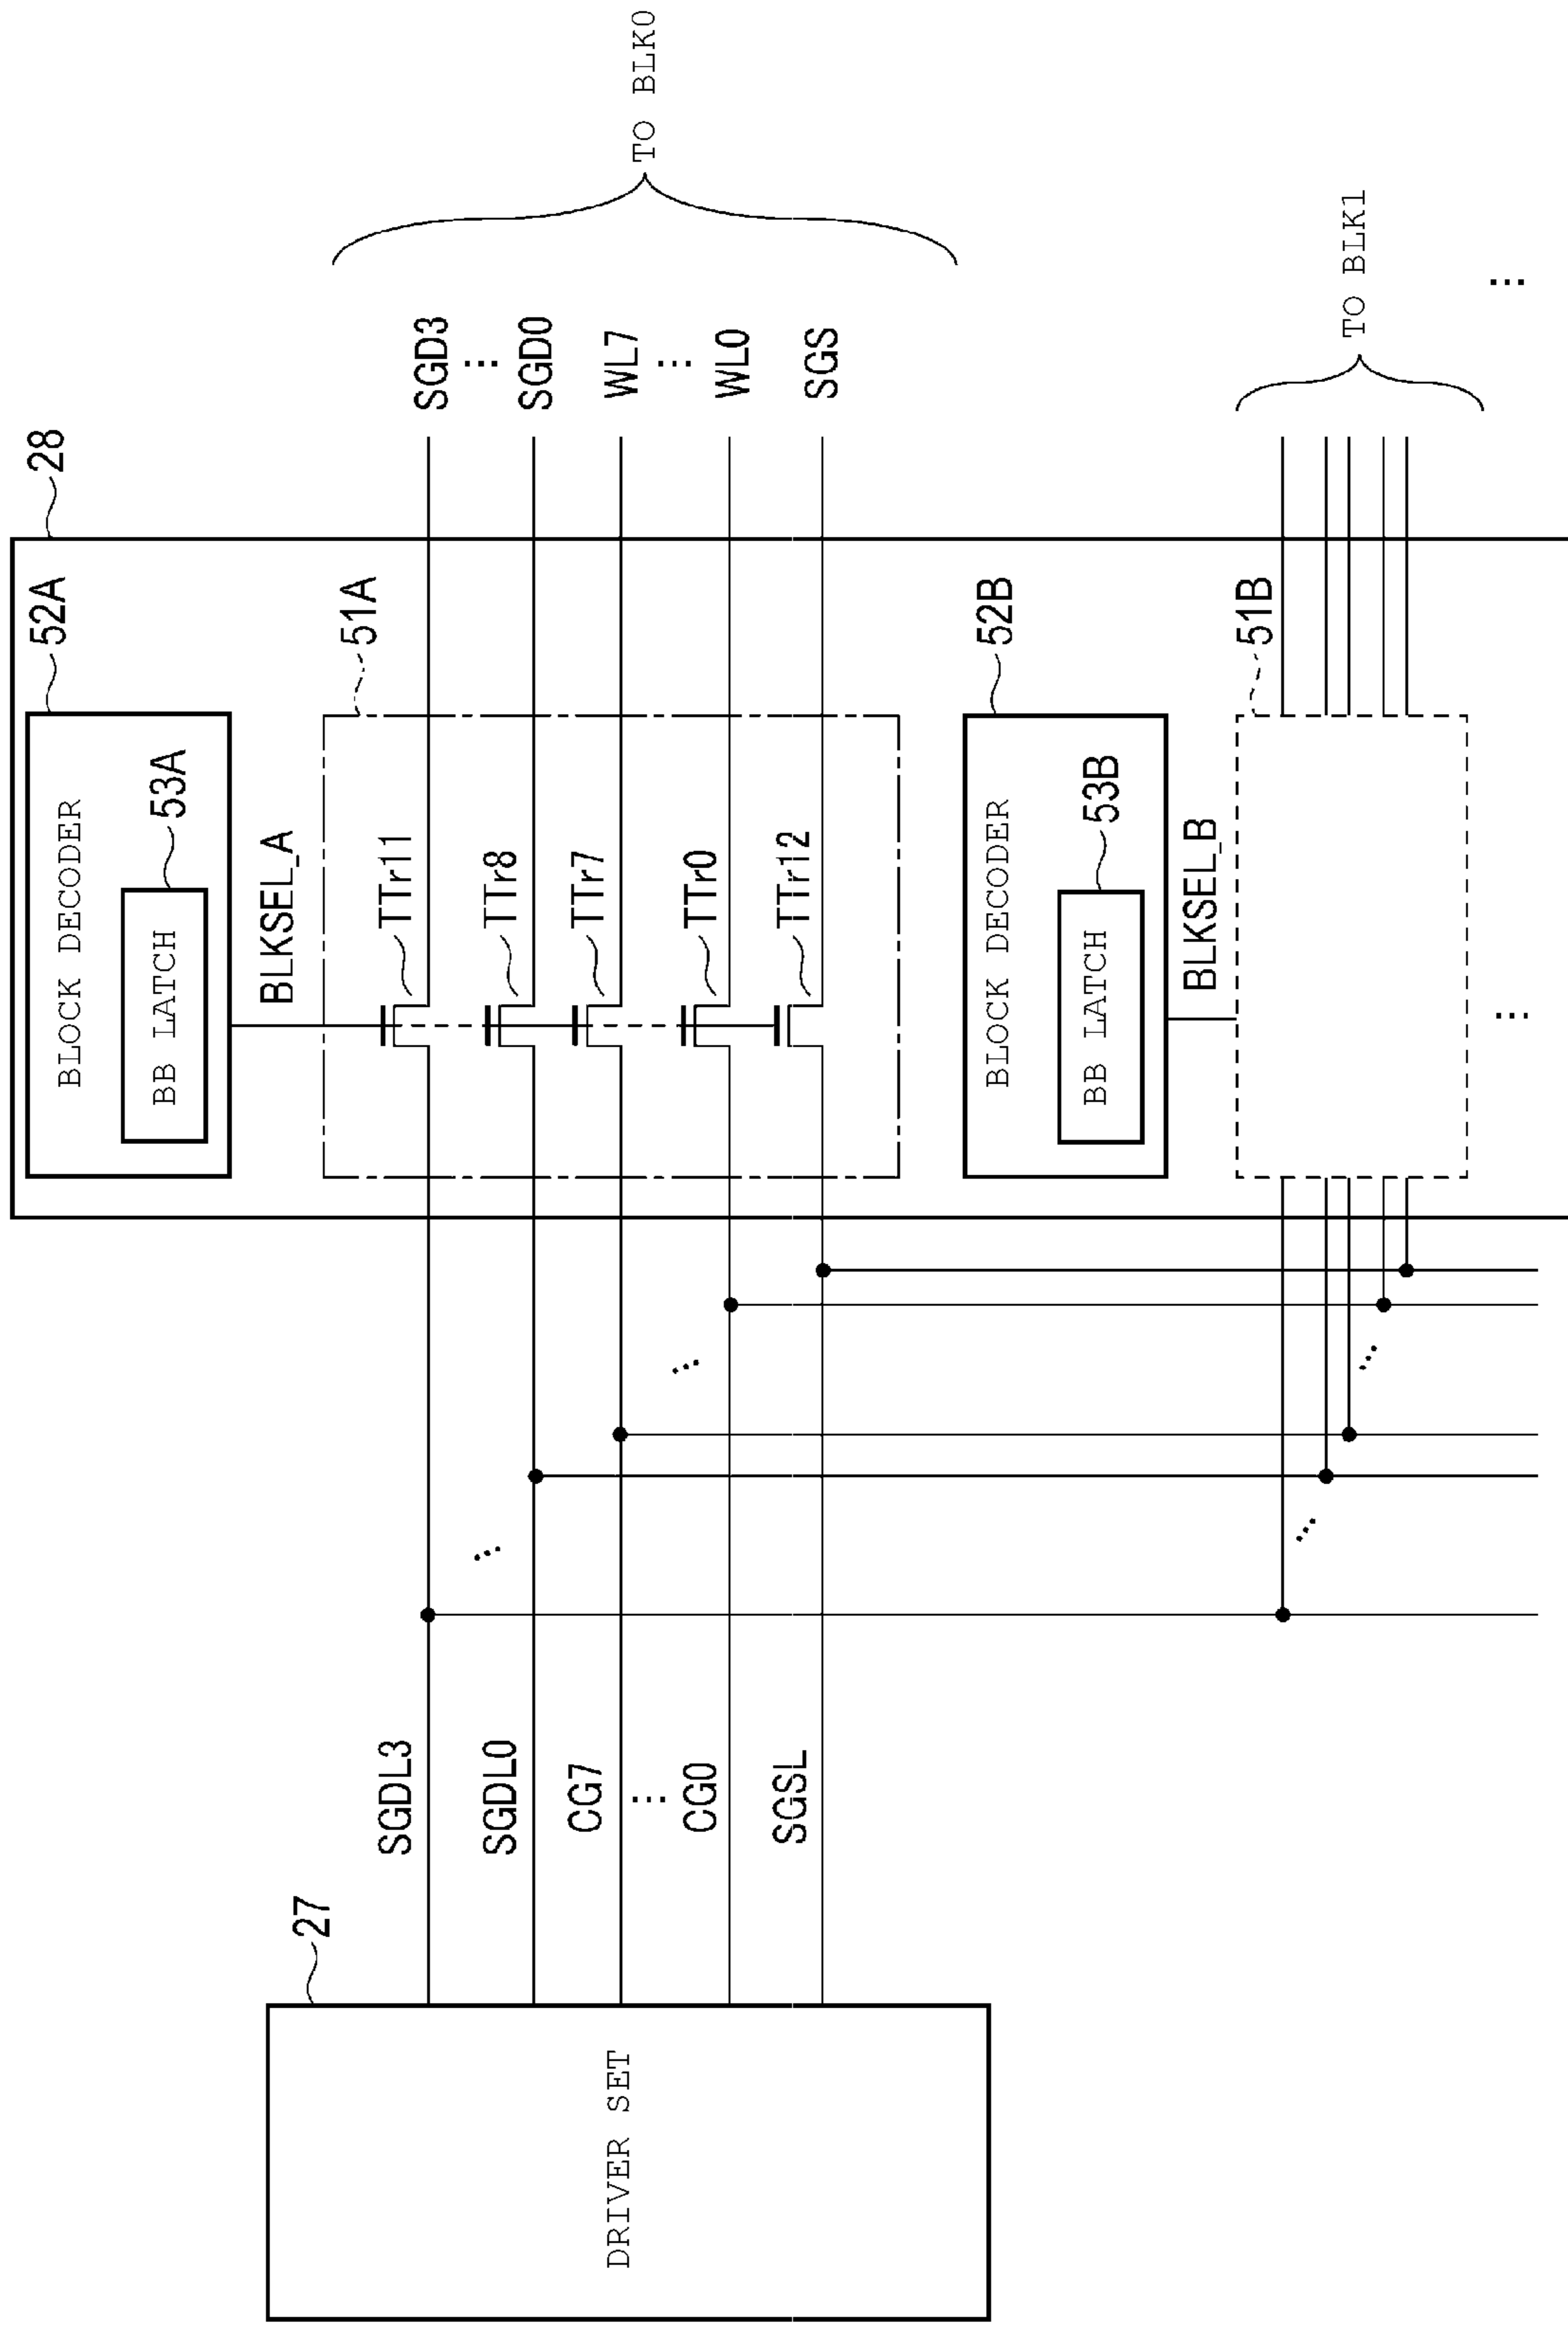 28
52A
BLOCK DECODER
53A
BB LATCH
BLKSEL_A
51A
27
DRIVER SET
SGDL3
TTr11
SGD3
⋮
SGDL0
TTr8
SGD0
CG7
TTr7
WL7
⋮
⋮
CG0
TTr0
WL0
SGSL
TTr12
SGS
TO BLK0
52B
BLOCK DECODER
53B
BB LATCH
BLKSEL_B
51B
TO BLK1
⋮
⋮